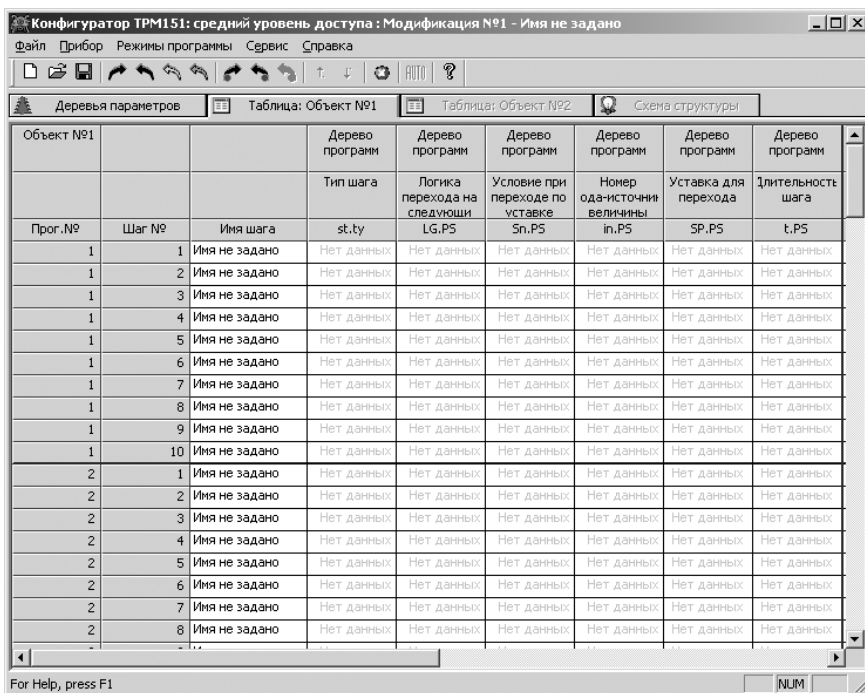 Конфигуратор ТРМ151: средний уровень доступа : Модификация №1 - Имя не задано
Файл Прибор Режимы программы Сервис Справка
AUTO
Деревья параметров Таблица: Объект №1 Таблица: Объект №2 Схема структуры
Объект №1 Дерево программ Дерево программ Дерево программ Дерево программ Дерево программ Дерево программ
Тип шага Логика перехода на следующи Условие при переходе по уставке Номер ода-источник величины Уставка для перехода Длительность шага
Прог.№ Шаг № Имя шага st.ty LG.PS Sn.PS in.PS SP.PS t.PS
1 1 Имя не задано Нет данных Нет данных Нет данных Нет данных Нет данных Нет данных
1 2 Имя не задано Нет данных Нет данных Нет данных Нет данных Нет данных Нет данных
1 3 Имя не задано Нет данных Нет данных Нет данных Нет данных Нет данных Нет данных
1 4 Имя не задано Нет данных Нет данных Нет данных Нет данных Нет данных Нет данных
1 5 Имя не задано Нет данных Нет данных Нет данных Нет данных Нет данных Нет данных
1 6 Имя не задано Нет данных Нет данных Нет данных Нет данных Нет данных Нет данных
1 7 Имя не задано Нет данных Нет данных Нет данных Нет данных Нет данных Нет данных
1 8 Имя не задано Нет данных Нет данных Нет данных Нет данных Нет данных Нет данных
1 9 Имя не задано Нет данных Нет данных Нет данных Нет данных Нет данных Нет данных
1 10 Имя не задано Нет данных Нет данных Нет данных Нет данных Нет данных Нет данных
2 1 Имя не задано Нет данных Нет данных Нет данных Нет данных Нет данных Нет данных
2 2 Имя не задано Нет данных Нет данных Нет данных Нет данных Нет данных Нет данных
2 3 Имя не задано Нет данных Нет данных Нет данных Нет данных Нет данных Нет данных
2 4 Имя не задано Нет данных Нет данных Нет данных Нет данных Нет данных Нет данных
2 5 Имя не задано Нет данных Нет данных Нет данных Нет данных Нет данных Нет данных
2 6 Имя не задано Нет данных Нет данных Нет данных Нет данных Нет данных Нет данных
2 7 Имя не задано Нет данных Нет данных Нет данных Нет данных Нет данных Нет данных
2 8 Имя не задано Нет данных Нет данных Нет данных Нет данных Нет данных Нет данных
For Help, press F1 NUM